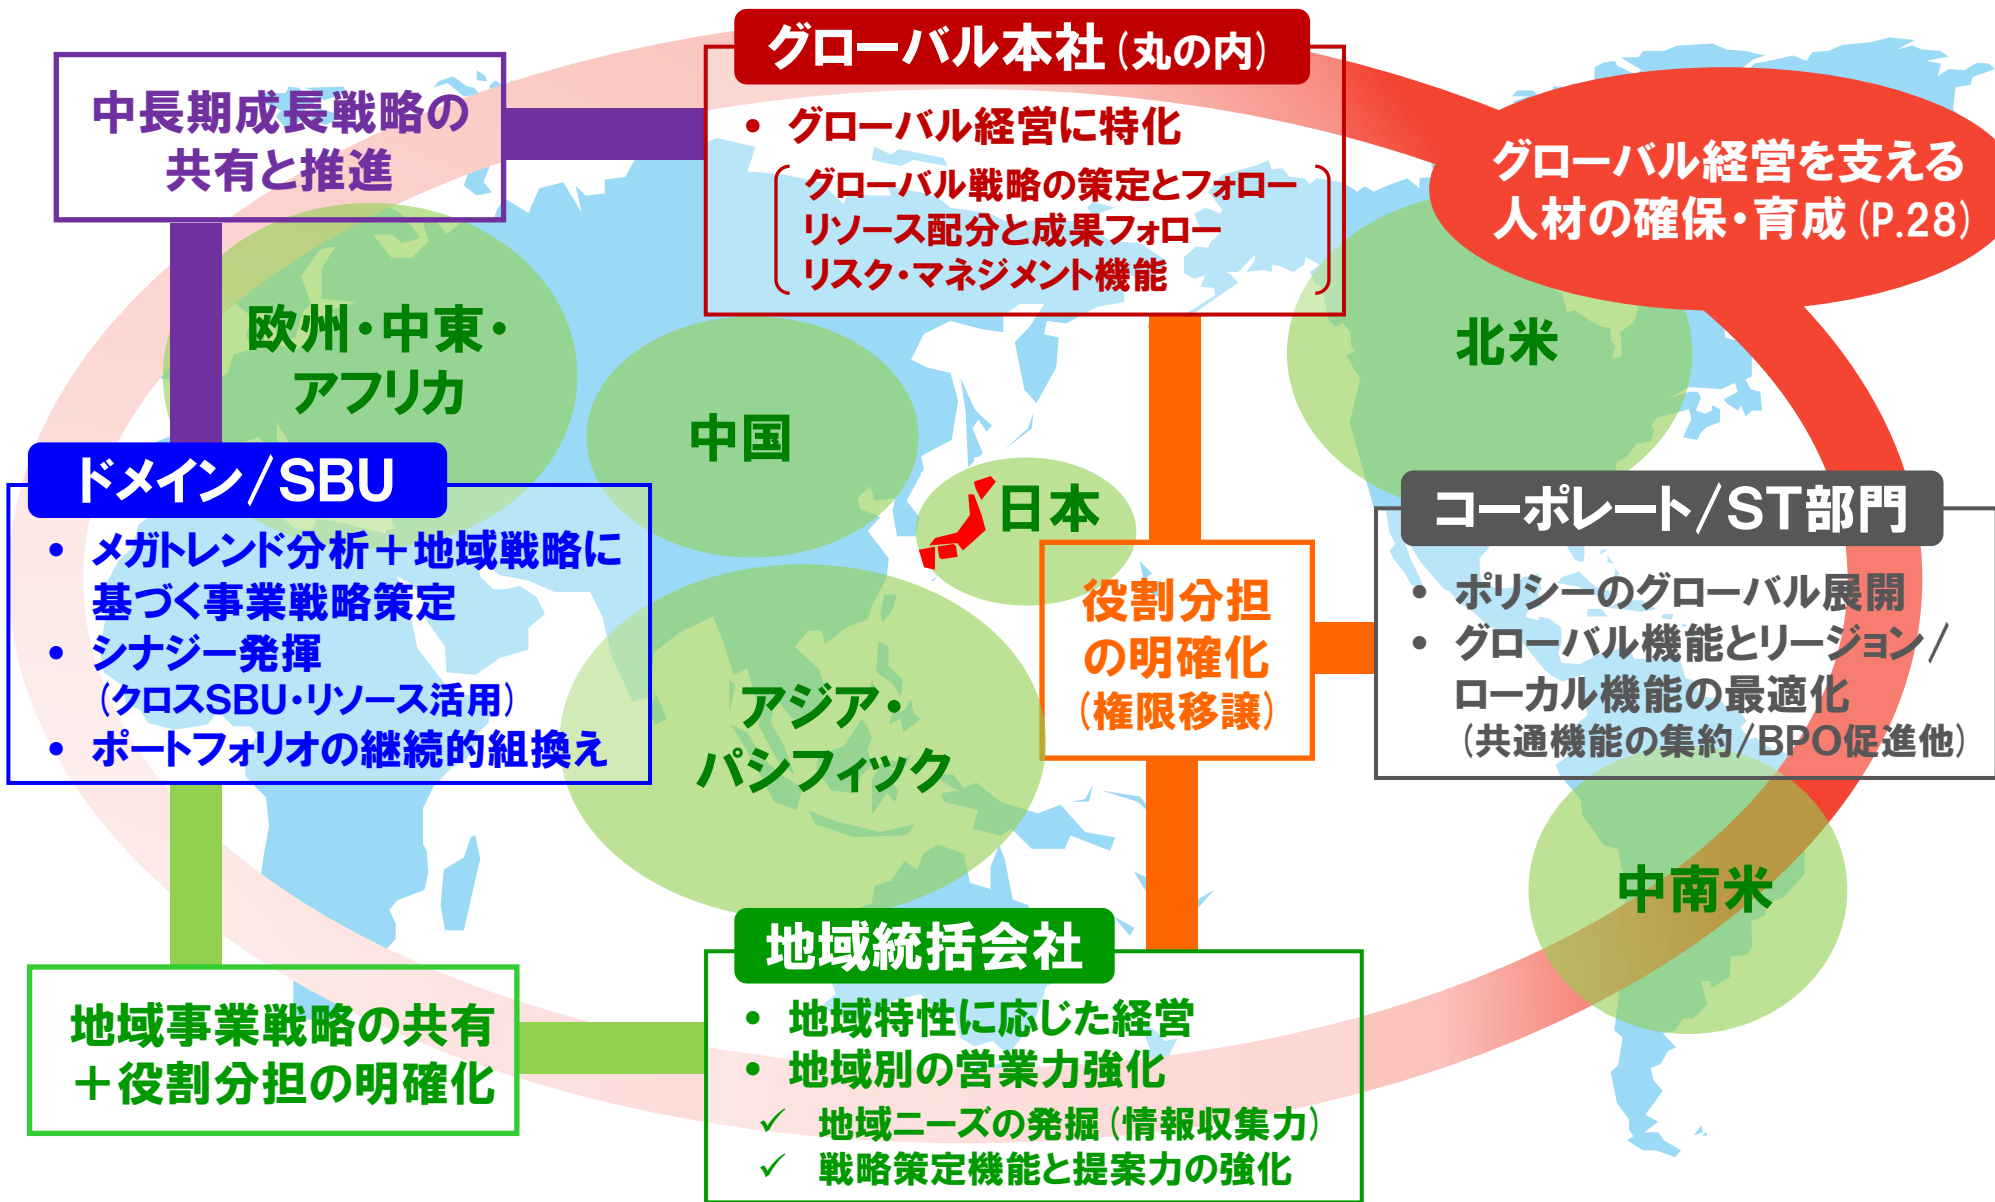 グローバル本社(丸の内)
• グローバル経営に特化
グローバル戦略の策定とフォロー
リソース配分と成果フォロー
リスク・マネジメント機能
中長期成長戦略の
共有と推進
グローバル経営を支える
人材の確保・育成(P.28)
欧州・中東・
アフリカ
中国
日本
北米
アジア・
パシフィック
中南米
ドメイン/SBU
• メガトレンド分析+地域戦略に
基づく事業戦略策定
• シナジー発揮
(クロスSBU・リソース活用)
• ポートフォリオの継続的組換え
役割分担
の明確化
(権限移譲)
コーポレート/ST部門
• ポリシーのグローバル展開
• グローバル機能とリージョン/
ローカル機能の最適化
(共通機能の集約/BPO促進他)
地域事業戦略の共有
+役割分担の明確化
地域統括会社
• 地域特性に応じた経営
• 地域別の営業力強化
✓ 地域ニーズの発掘(情報収集力)
✓ 戦略策定機能と提案力の強化